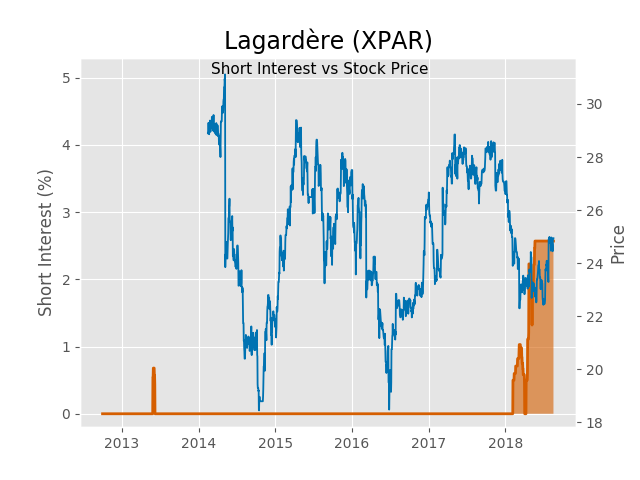 Lagardère (XPAR)
Short Interest vs Stock Price
Short Interest (%)
5
4
3
2
1
0
30
28
26
24
22
20
18
Price
2013 2014 2015 2016 2017 2018